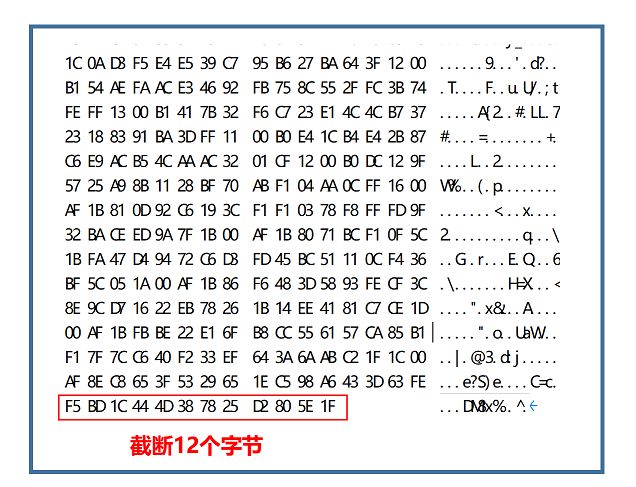 1C 0A D3 F5 E4 E5 39 C7 95 B6 27 BA 64 3F 12 00 ......9...'.d?..
B1 54 AE FA AC E3 46 92 FB 75 8C 55 2F FC 3B 74 .T....F..u.U/.;t
FE FF 13 00 B1 41 7B 32 F6 C7 23 E1 4C 4C B7 37 .....A{2..#.LL.7
23 18 83 91 BA 3D FF 11 00 B0 E4 1C B4 E4 2B 87 #....=........+.
C6 E9 AC B5 4C AA AC 32 01 CF 12 00 B0 DC 12 9F ....L..2........
57 25 A9 8B 11 28 BF 70 AB F1 04 AA 0C FF 16 00 W%...(.p........
AF 1B 81 0D 92 C6 19 3C F1 F1 03 78 F8 FF FD 9F .......<...x....
32 BA CE ED 9A 7F 1B 00 AF 1B 80 71 BC F1 0F 5C 2..........q...\
1B FA 47 D4 94 72 C6 D3 FD 45 BC 51 11 0C F4 36 ..G..r...E.Q...6
BF 5C 05 1A 00 AF 1B 86 F6 48 3D 58 93 FE CF 3C .\.......H=X...<
8E 9C D7 16 22 EB 78 26 1B 14 EE 41 81 C7 CE 1D ....".x&...A....
00 AF 1B FB BE 22 E1 6F B8 CC 55 61 57 CA 85 B1 .....".o..UaW...
F1 7F 7C C6 40 F2 33 EF 64 3A 6A AB C2 1F 1C 00 ..|.@.3.d:j.....
AF 8E C8 65 3F 53 29 65 1E C5 98 A6 43 3D 63 FE ...e?S)e....C=c.
F5 BD 1C 44 4D 38 78 25 D2 80 5E 1F ...DM8x%..^.←
截断12个字节